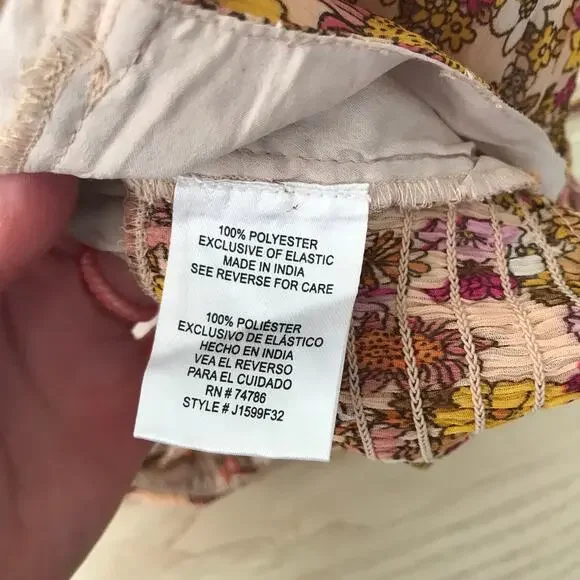 100% POLYESTER
EXCLUSIVE OF ELASTIC
MADE IN INDIA
SEE REVERSE FOR CARE
100% POLIÉSTER
EXCLUSIVO DE ELÁSTICO
HECHO EN INDIA
VEA EL REVERSO
PARA EL CUIDADO
RN # 74786
STYLE # J1599F32